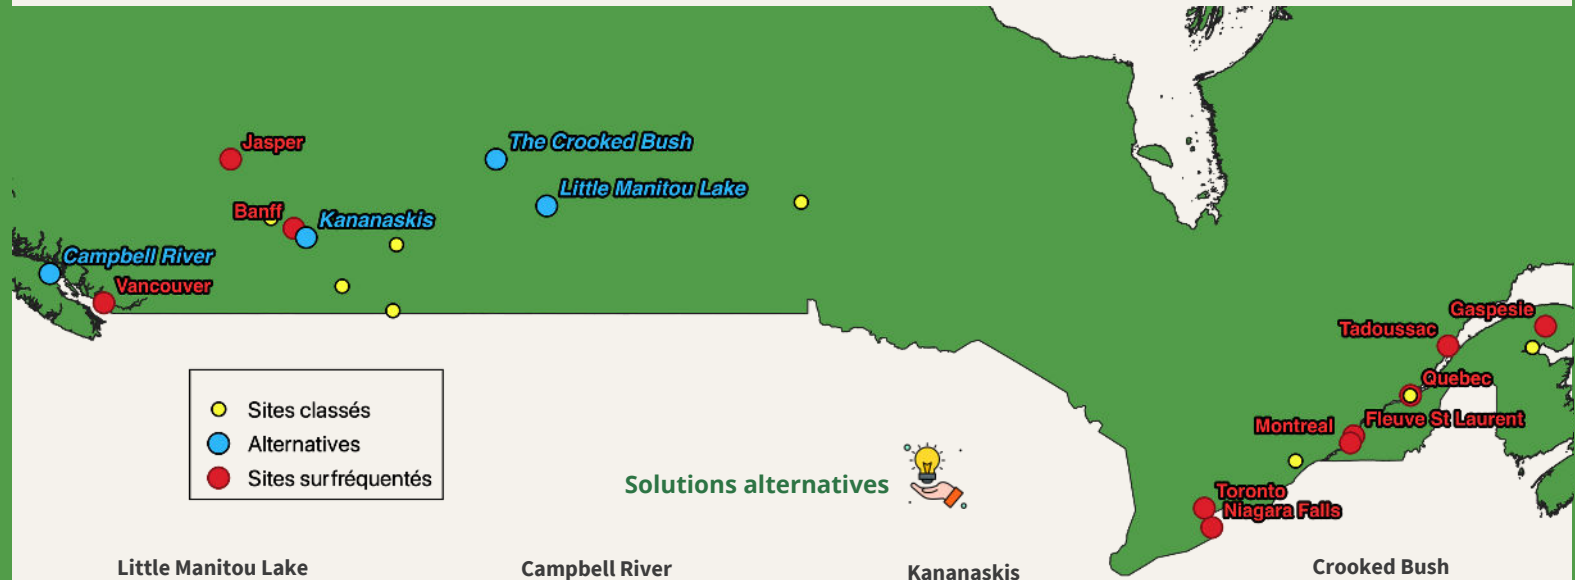 Jasper
The Crooked Bush
Little Manitou Lake
Banff
Kananaskis
Campbell River
Vancouver
Gaspesie
Tadoussac
Quebec
Fleuve St Laurent
Montreal
Sites classés
Alternatives
Sites surfréquentés
Solutions alternatives
Toronto
Niagara Falls
Little Manitou Lake
Campbell River
Kananaskis
Crooked Bush